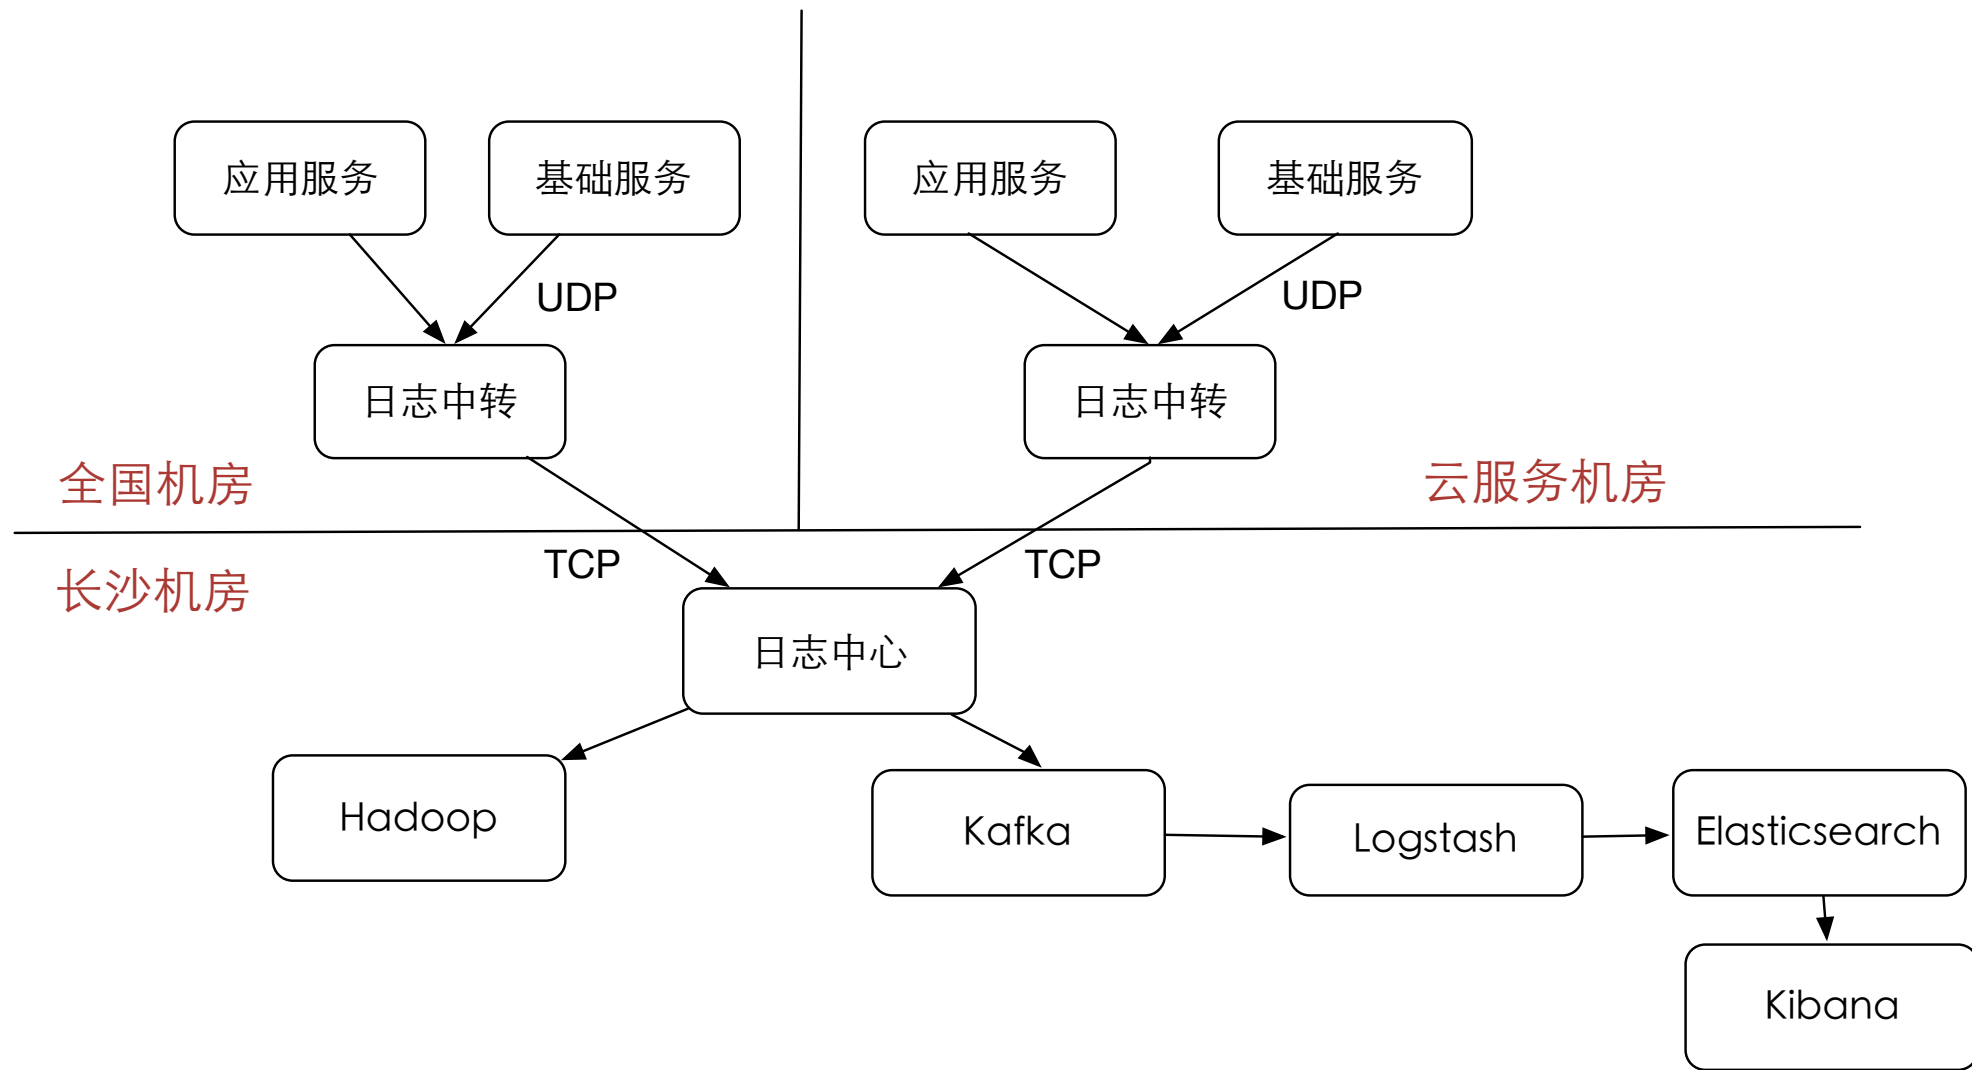 应用服务
基础服务
应用服务
基础服务
UDP
UDP
日志中转
日志中转
全国机房
云服务机房
TCP
TCP
长沙机房
日志中心
Hadoop
Kafka
Logstash
Elasticsearch
Kibana